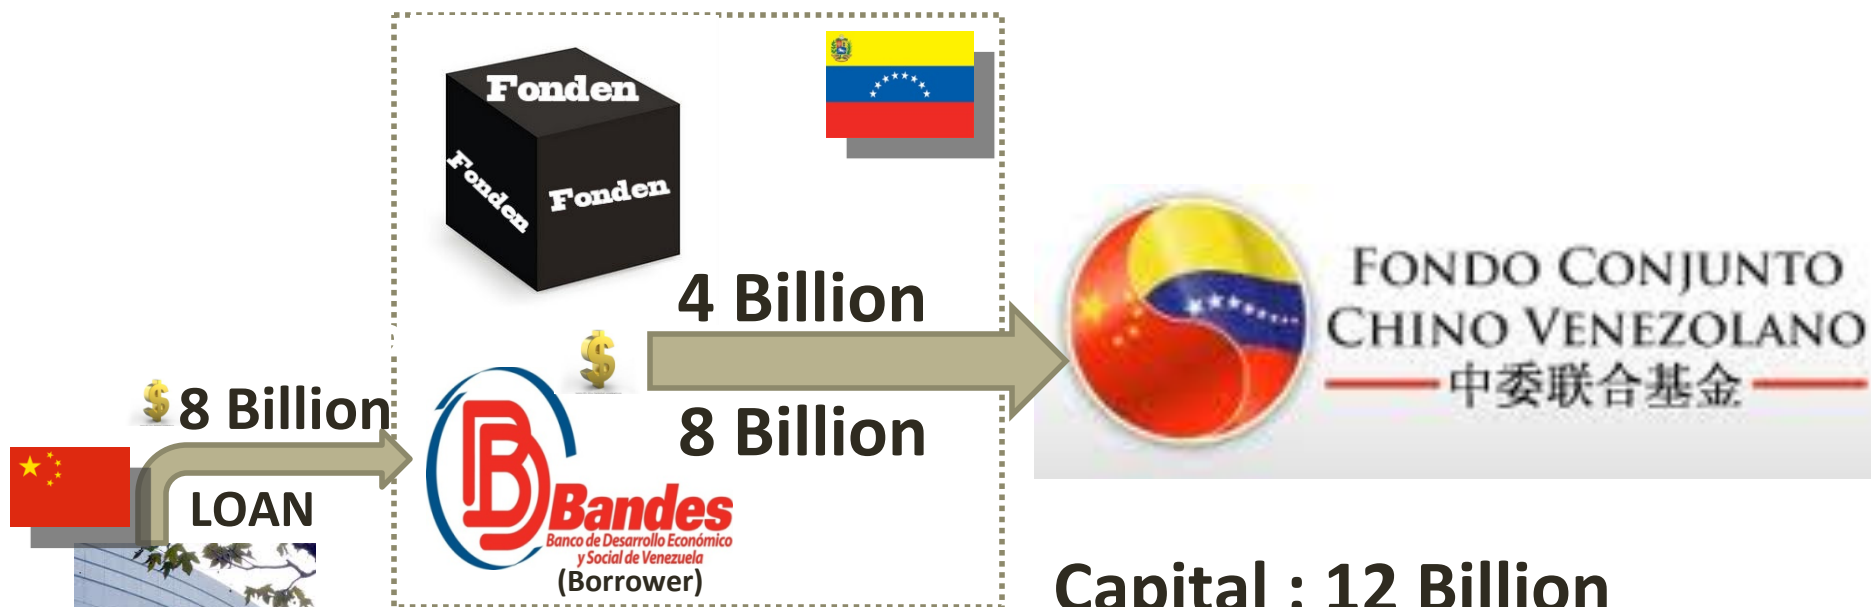 Fonden
Fonden
Fonden
4 Billion
8 Billion
$ 8 Billion
LOAN
Bandes
Banco de Desarrollo Económico
y Social de Venezuela
(Borrower)
FONDO CONJUNTO
CHINO VENEZOLANO
中委联合基金
Capital : 12 Billion